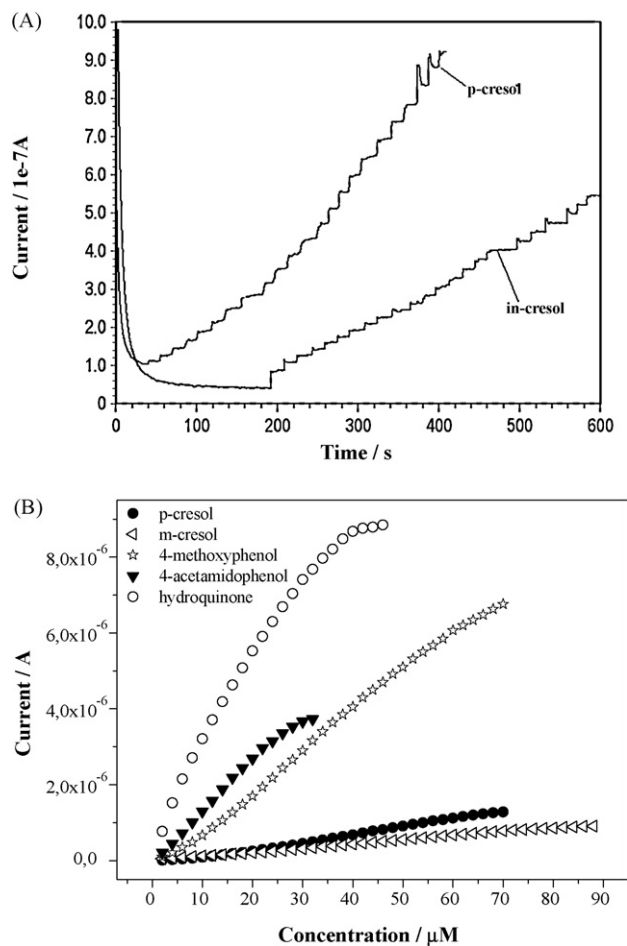 (A)
10.0
9.0
8.0
7.0
6.0
5.0
4.0
3.0
2.0
1.0
0
Current / 1e-7A
p-cresol
in-cresol
0 100 200 300 400 500 600
Time / s
(B)
p-cresol
m-cresol
4-methoxyphenol
4-acetamidophenol
hydroquinone
8,0x10-6
6,0x10-6
4,0x10-6
2,0x10-6
0,0
Current / A
0 10 20 30 40 50 60 70 80 90
Concentration / μM